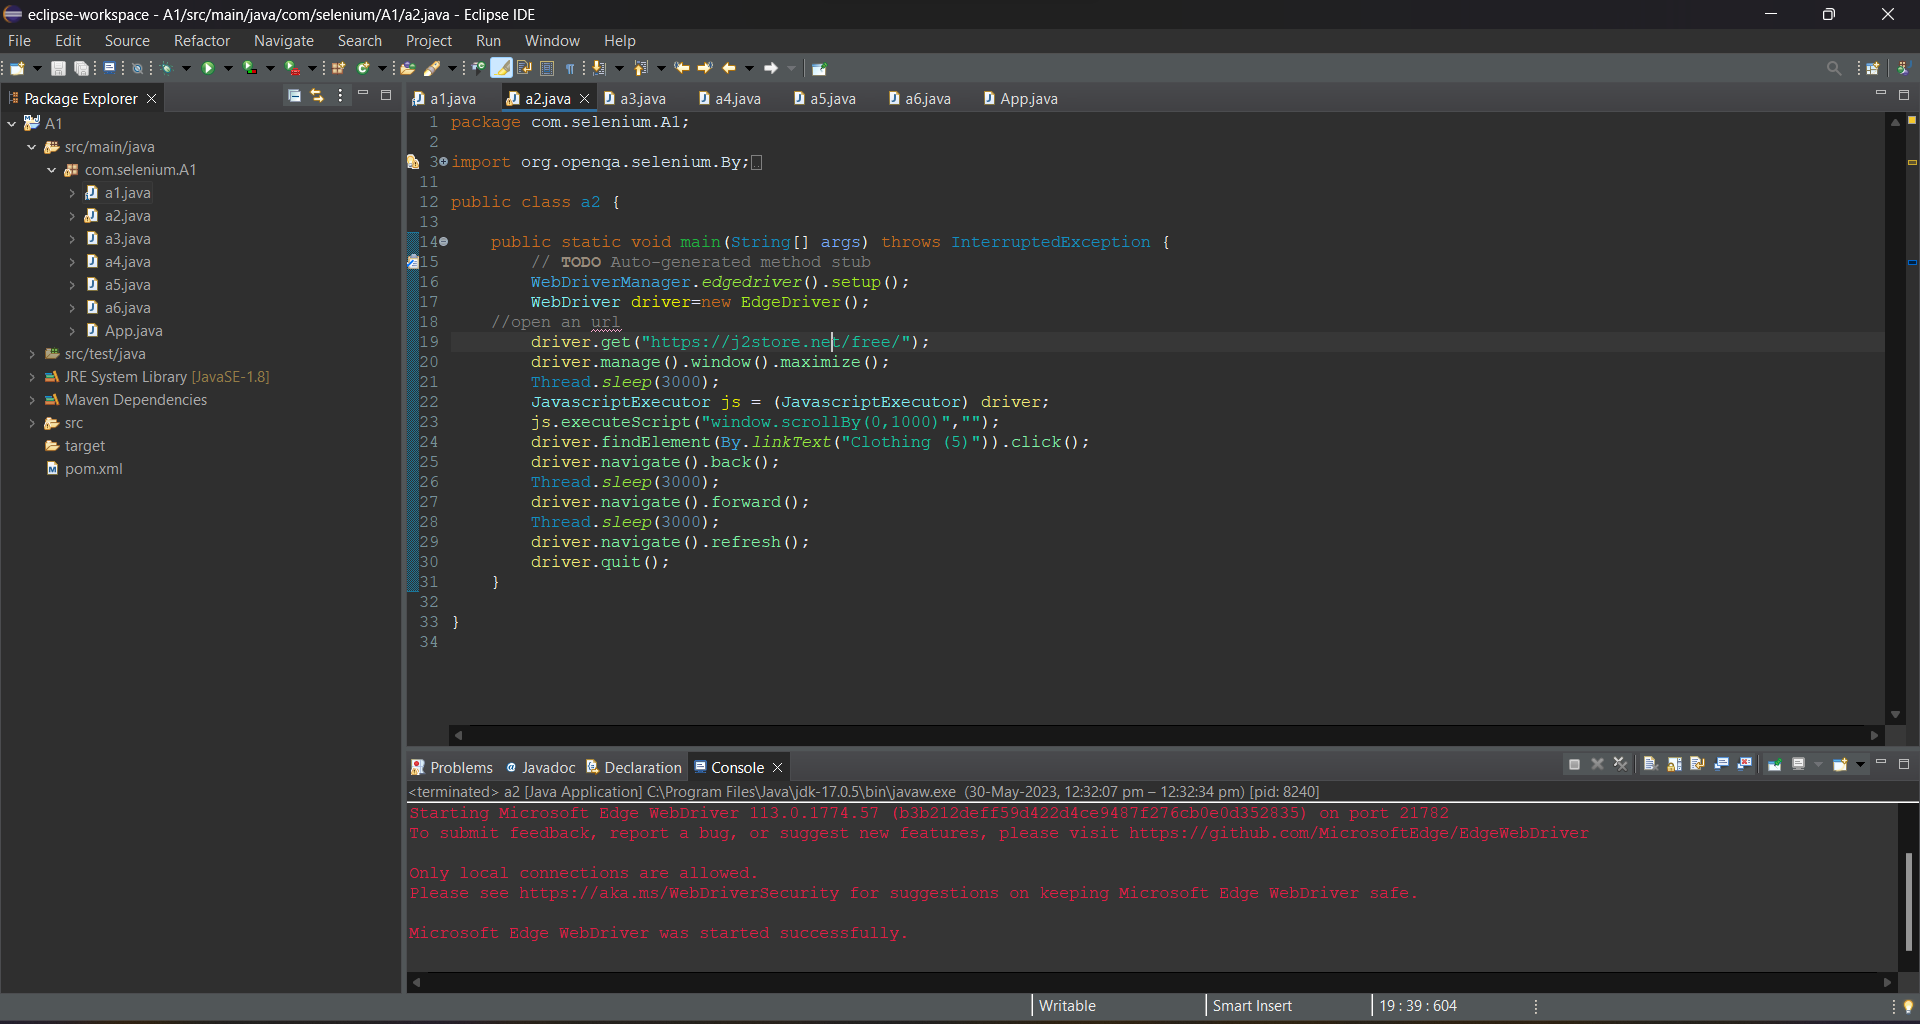 eclipse-workspace - A1/src/main/java/com/selenium/A1/a2.java - Eclipse IDE
File Edit Source Refactor Navigate Search Project Run Window Help
Package Explorer
a1.java a2.java a3.java a4.java a5.java a6.java App.java
A1
src/main/java
com.selenium.A1
a1.java
a2.java
a3.java
a4.java
a5.java
a6.java
App.java
src/test/java
JRE System Library [JavaSE-1.8]
Maven Dependencies
src
target
pom.xml
1 package com.selenium.A1;
2
3 import org.openqa.selenium.By;
11
12 public class a2 {
13
14 public static void main(String[] args) throws InterruptedException {
15 // TODO Auto-generated method stub
16 WebDriverManager.edgedriver().setup();
17 WebDriver driver=new EdgeDriver();
18 //open an url
19 driver.get("https://j2store.net/free/");
20 driver.manage().window().maximize();
21 Thread.sleep(3000);
22 JavascriptExecutor js = (JavascriptExecutor) driver;
23 js.executeScript("window.scrollBy(0,1000)","");
24 driver.findElement(By.linkText("Clothing (5)")).click();
25 driver.navigate().back();
26 Thread.sleep(3000);
27 driver.navigate().forward();
28 Thread.sleep(3000);
29 driver.navigate().refresh();
30 driver.quit();
31 }
32
33 }
34
Problems Javadoc Declaration Console
<terminated> a2 [Java Application] C:\Program Files\Java\jdk-17.0.5\bin\javaw.exe (30-May-2023, 12:32:07 pm – 12:32:34 pm) [pid: 8240]
Starting Microsoft Edge WebDriver 113.0.1774.57 (b3b212deff59d422d4ce9487f276cb0e0d352835) on port 21782
To submit feedback, report a bug, or suggest new features, please visit https://github.com/MicrosoftEdge/EdgeWebDriver
Only local connections are allowed.
Please see https://aka.ms/WebDriverSecurity for suggestions on keeping Microsoft Edge WebDriver safe.
Microsoft Edge WebDriver was started successfully.
Writable Smart Insert 19 : 39 : 604